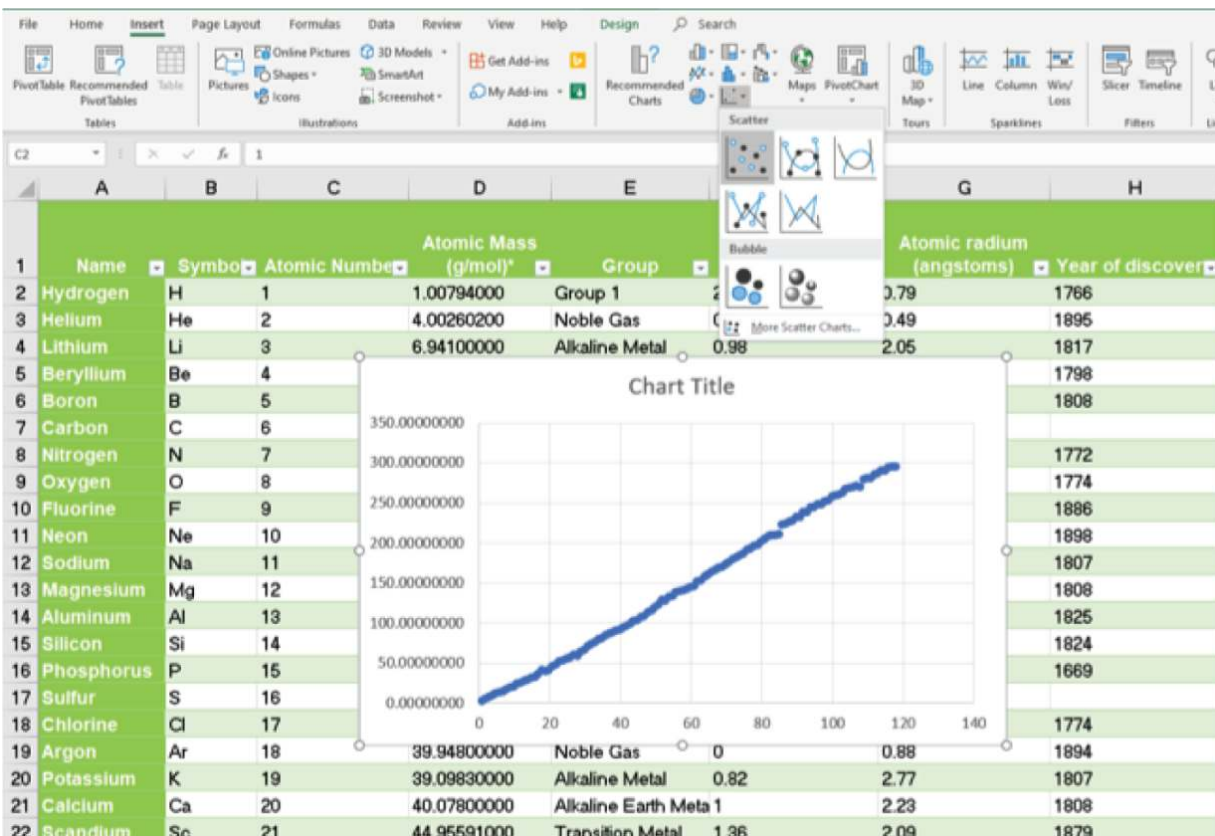 File Home Insert Page Layout Formulas Data Review View Help Design Search
PivotTable Recommended PivotTables Table
Tables
Pictures Online Pictures Shapes Icons 3D Models SmartArt Screenshot
Illustrations
Get Add-ins My Add-ins
Add-ins
Recommended Charts
Maps PivotChart
3D Map
Tours
Line Column Win/Loss
Sparklines
Slicer Timeline
Filters
C2 fx 1
Scatter
Bubble
More Scatter Charts...
A B C D E G H
1 Name Symbo Atomic Numbe Atomic Mass (g/mol)* Group Atomic radium (angstoms) Year of discover
2 Hydrogen H 1 1.00794000 Group 1 2 0.79 1766
3 Helium He 2 4.00260200 Noble Gas 0.49 1895
4 Lithium Li 3 6.94100000 Alkaline Metal 0.98 2.05 1817
5 Beryllium Be 4 1798
6 Boron B 5 1808
7 Carbon C 6
8 Nitrogen N 7 1772
9 Oxygen O 8 1774
10 Fluorine F 9 1886
11 Neon Ne 10 1898
12 Sodium Na 11 1807
13 Magnesium Mg 12 1808
14 Aluminum Al 13 1825
15 Silicon Si 14 1824
16 Phosphorus P 15 1669
17 Sulfur S 16
18 Chlorine Cl 17 1774
19 Argon Ar 18 39.94800000 Noble Gas 0 0.88 1894
20 Potassium K 19 39.09830000 Alkaline Metal 0.82 2.77 1807
21 Calcium Ca 20 40.07800000 Alkaline Earth Meta 1 2.23 1808
22 Scandium Sc 21 44.95591000 Transition Metal 1.36 2.09 1879
Chart Title
350.00000000
300.00000000
250.00000000
200.00000000
150.00000000
100.00000000
50.00000000
0.00000000
0 20 40 60 80 100 120 140